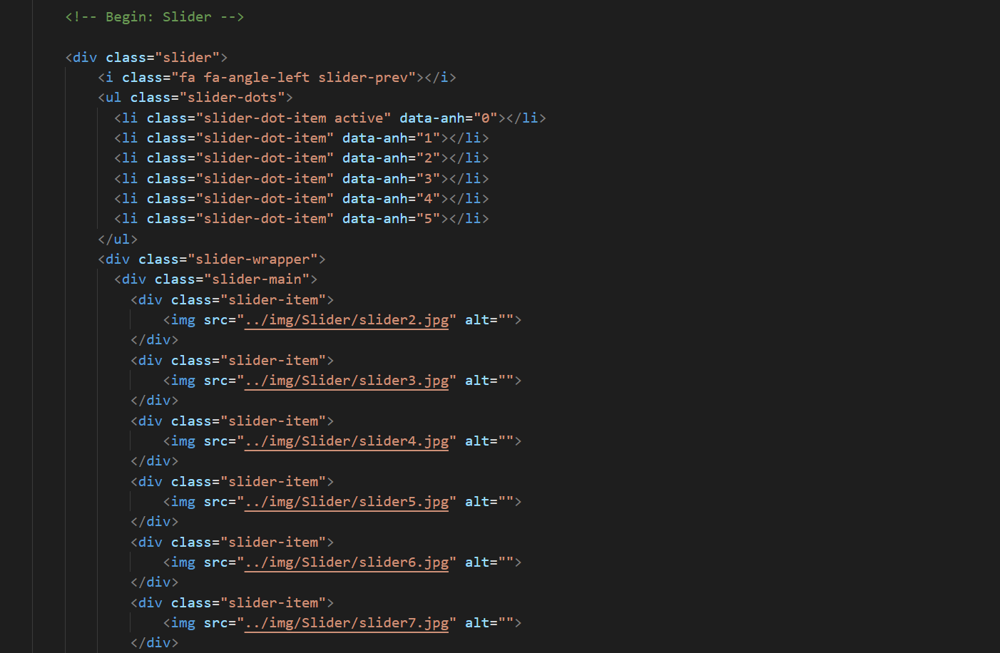 <!-- Begin: Slider -->
<div class="slider">
<i class="fa fa-angle-left slider-prev"></i>
<ul class="slider-dots">
<li class="slider-dot-item active" data-anh="0"></li>
<li class="slider-dot-item" data-anh="1"></li>
<li class="slider-dot-item" data-anh="2"></li>
<li class="slider-dot-item" data-anh="3"></li>
<li class="slider-dot-item" data-anh="4"></li>
<li class="slider-dot-item" data-anh="5"></li>
</ul>
<div class="slider-wrapper">
<div class="slider-main">
<div class="slider-item">
<img src="../img/Slider/slider2.jpg" alt="">
</div>
<div class="slider-item">
<img src="../img/Slider/slider3.jpg" alt="">
</div>
<div class="slider-item">
<img src="../img/Slider/slider4.jpg" alt="">
</div>
<div class="slider-item">
<img src="../img/Slider/slider5.jpg" alt="">
</div>
<div class="slider-item">
<img src="../img/Slider/slider6.jpg" alt="">
</div>
<div class="slider-item">
<img src="../img/Slider/slider7.jpg" alt="">
</div>